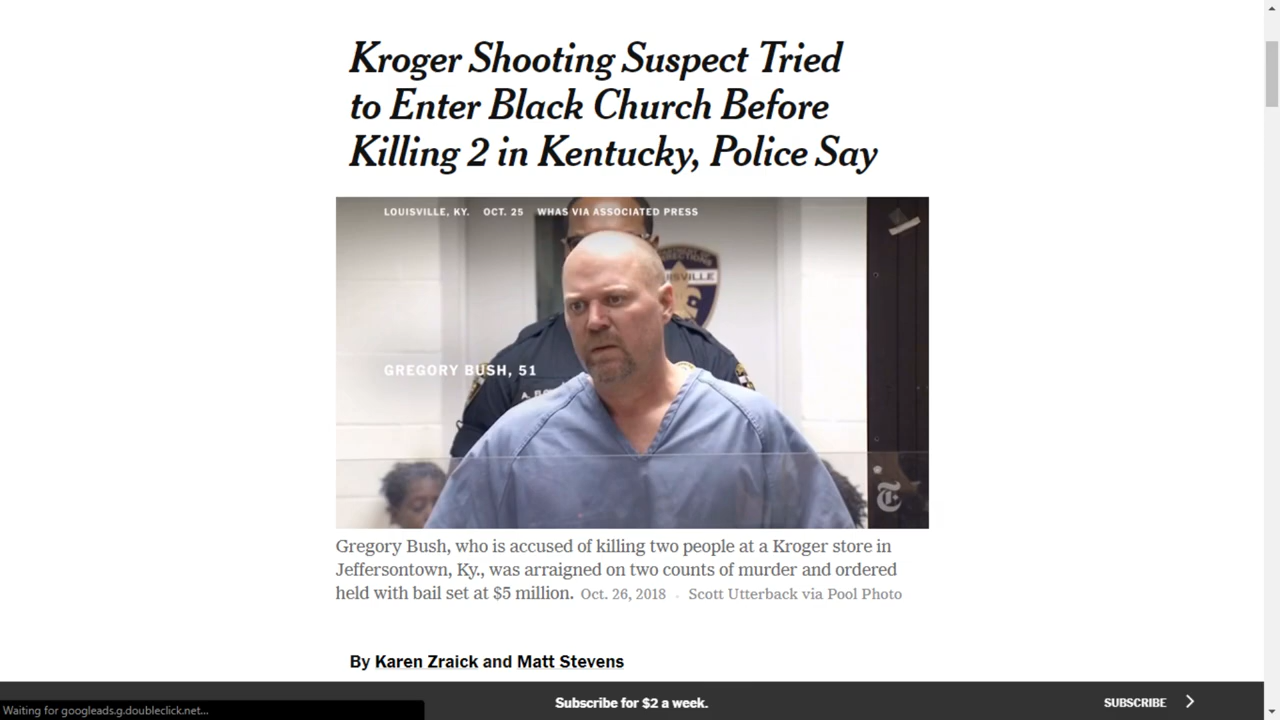 Kroger Shooting Suspect Tried
to Enter Black Church Before
Killing 2 in Kentucky, Police Say
LOUISVILLE, KY. OCT. 25 WHAS VIA ASSOCIATED PRESS
GREGORY BUSH, 51
Gregory Bush, who is accused of killing two people at a Kroger store in
Jeffersontown, Ky., was arraigned on two counts of murder and ordered
held with bail set at $5 million. Oct. 26, 2018 · Scott Utterback via Pool Photo
By Karen Zraick and Matt Stevens
Subscribe for $2 a week.
SUBSCRIBE
Waiting for googleads.g.doubleclick.net...